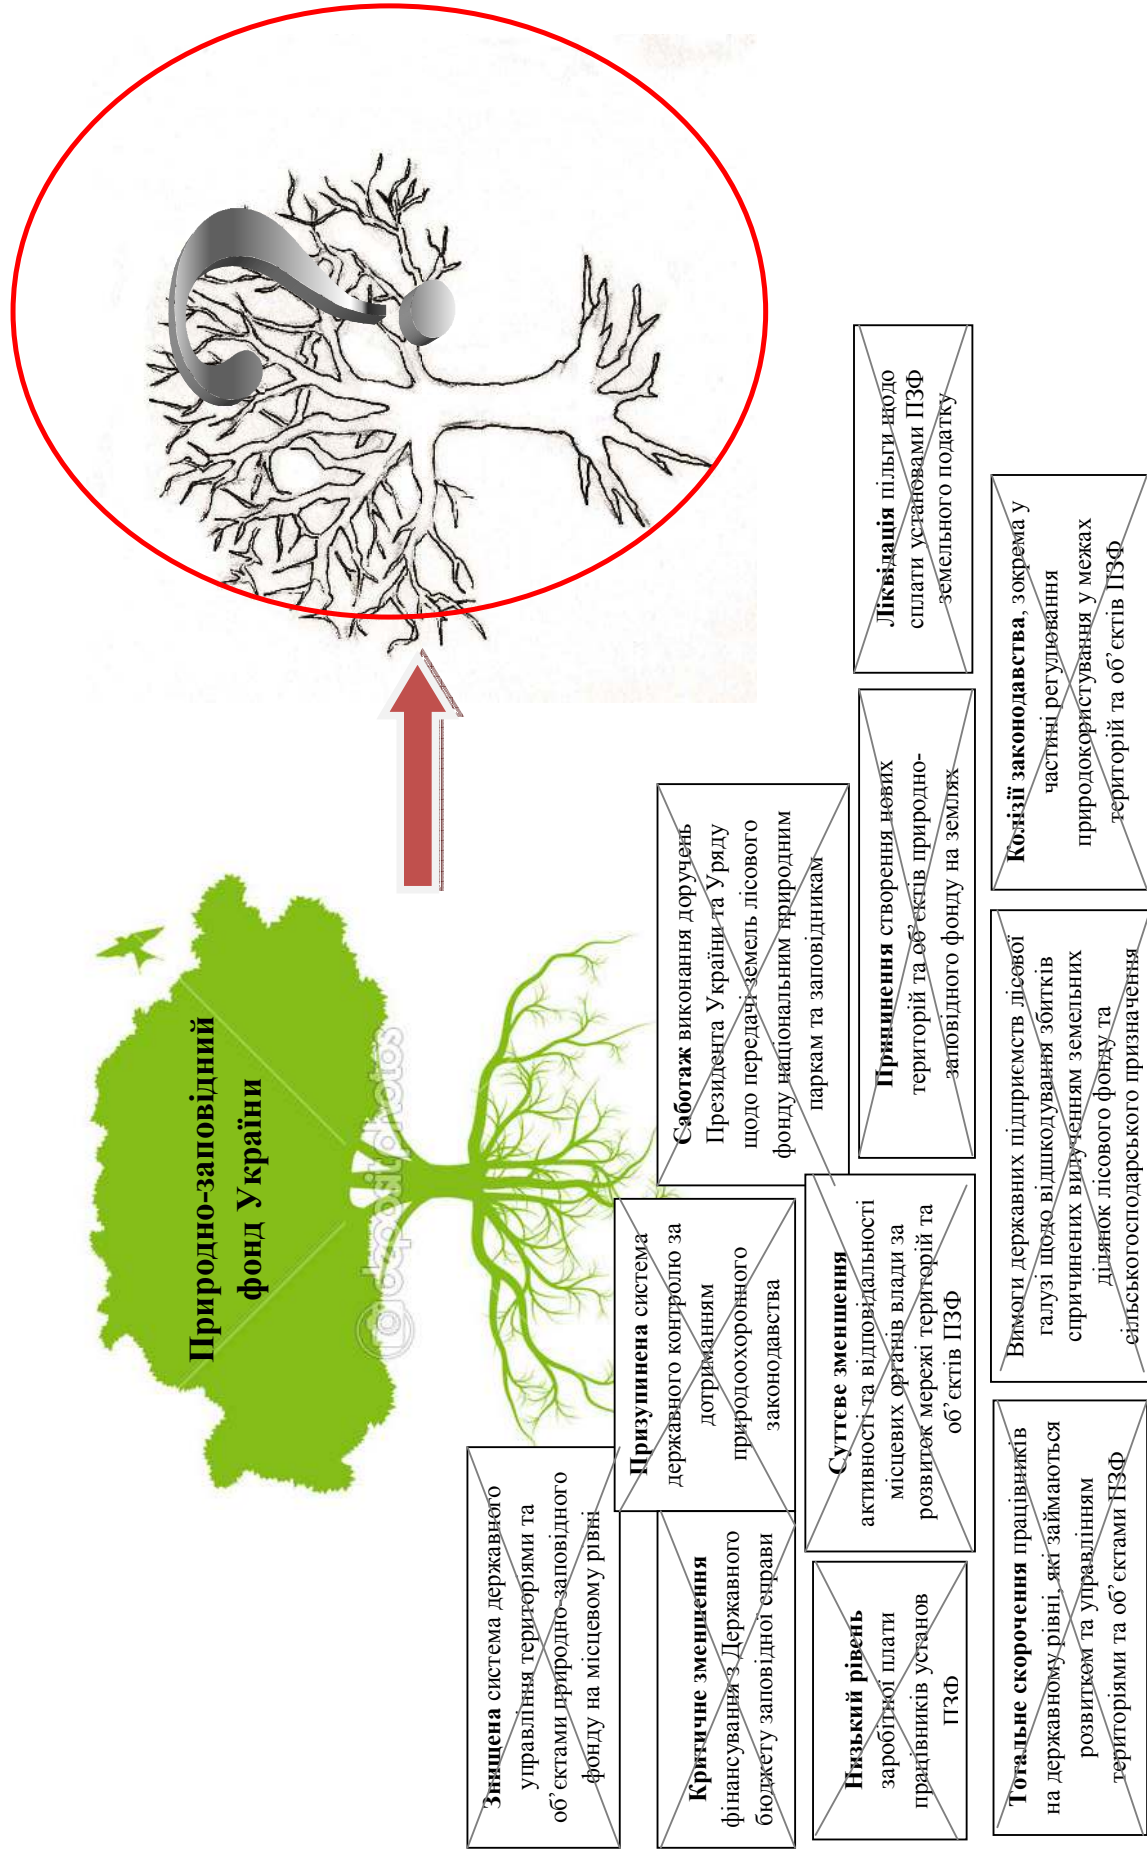 Природно-заповідний
фонд України
@depositphotos
Знищена система державного
управління територіями та
об’єктами природно-заповідного
фонду на місцевому рівні
Призупинена система
державного контролю за
дотриманням
природоохоронного
законодавства
Саботаж виконання доручень
Президента України та Уряду
щодо передачі земель лісового
фонду національним природним
паркам та заповідникам
Критичне зменшення
фінансування з Державного
бюджету заповідної справи
Низький рівень
заробітної плати
працівників установ
ПЗФ
Суттєве зменшення
активності та відповідальності
місцевих органів влади за
розвиток мережі територій та
об’єктів ПЗФ
Припинення створення нових
територій та об’єктів природно-
заповідного фонду на землях
Ліквідація пільги щодо
сплати установами ПЗФ
земельного податку
Тотальне скорочення працівників
на державному рівні, які займаються
розвитком та управлінням
територіями та об’єктами ПЗФ
Вимоги державних підприємств лісової
галузі щодо відшкодування збитків
спричинених вилученням земельних
ділянок лісового фонду та
сільськогосподарського призначення
Колізії законодавства, зокрема у
частині регулювання
природокористування у межах
територій та об’єктів ПЗФ
?